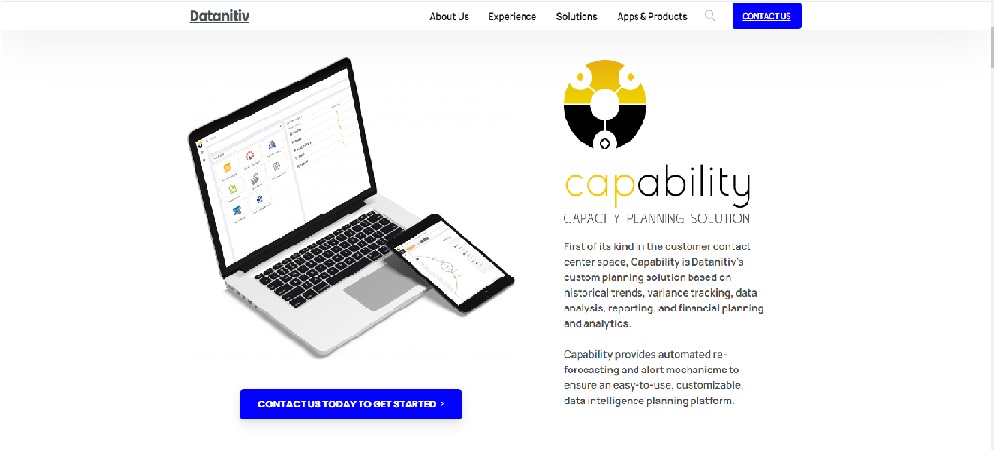 Datanitiv
About Us Experience Solutions Apps & Products CONTACT US
capability
CAPACITY PLANNING SOLUTION
First of its kind in the customer contact
center space, Capability is Datanitiv's
custom planning solution based on
historical trends, variance tracking, data
analysis, reporting, and financial planning
and analytics.
Capability provides automated re-
forecasting and alert mechanisms to
ensure an easy-to-use, customizable,
data intelligence planning platform.
CONTACT US TODAY TO GET STARTED >